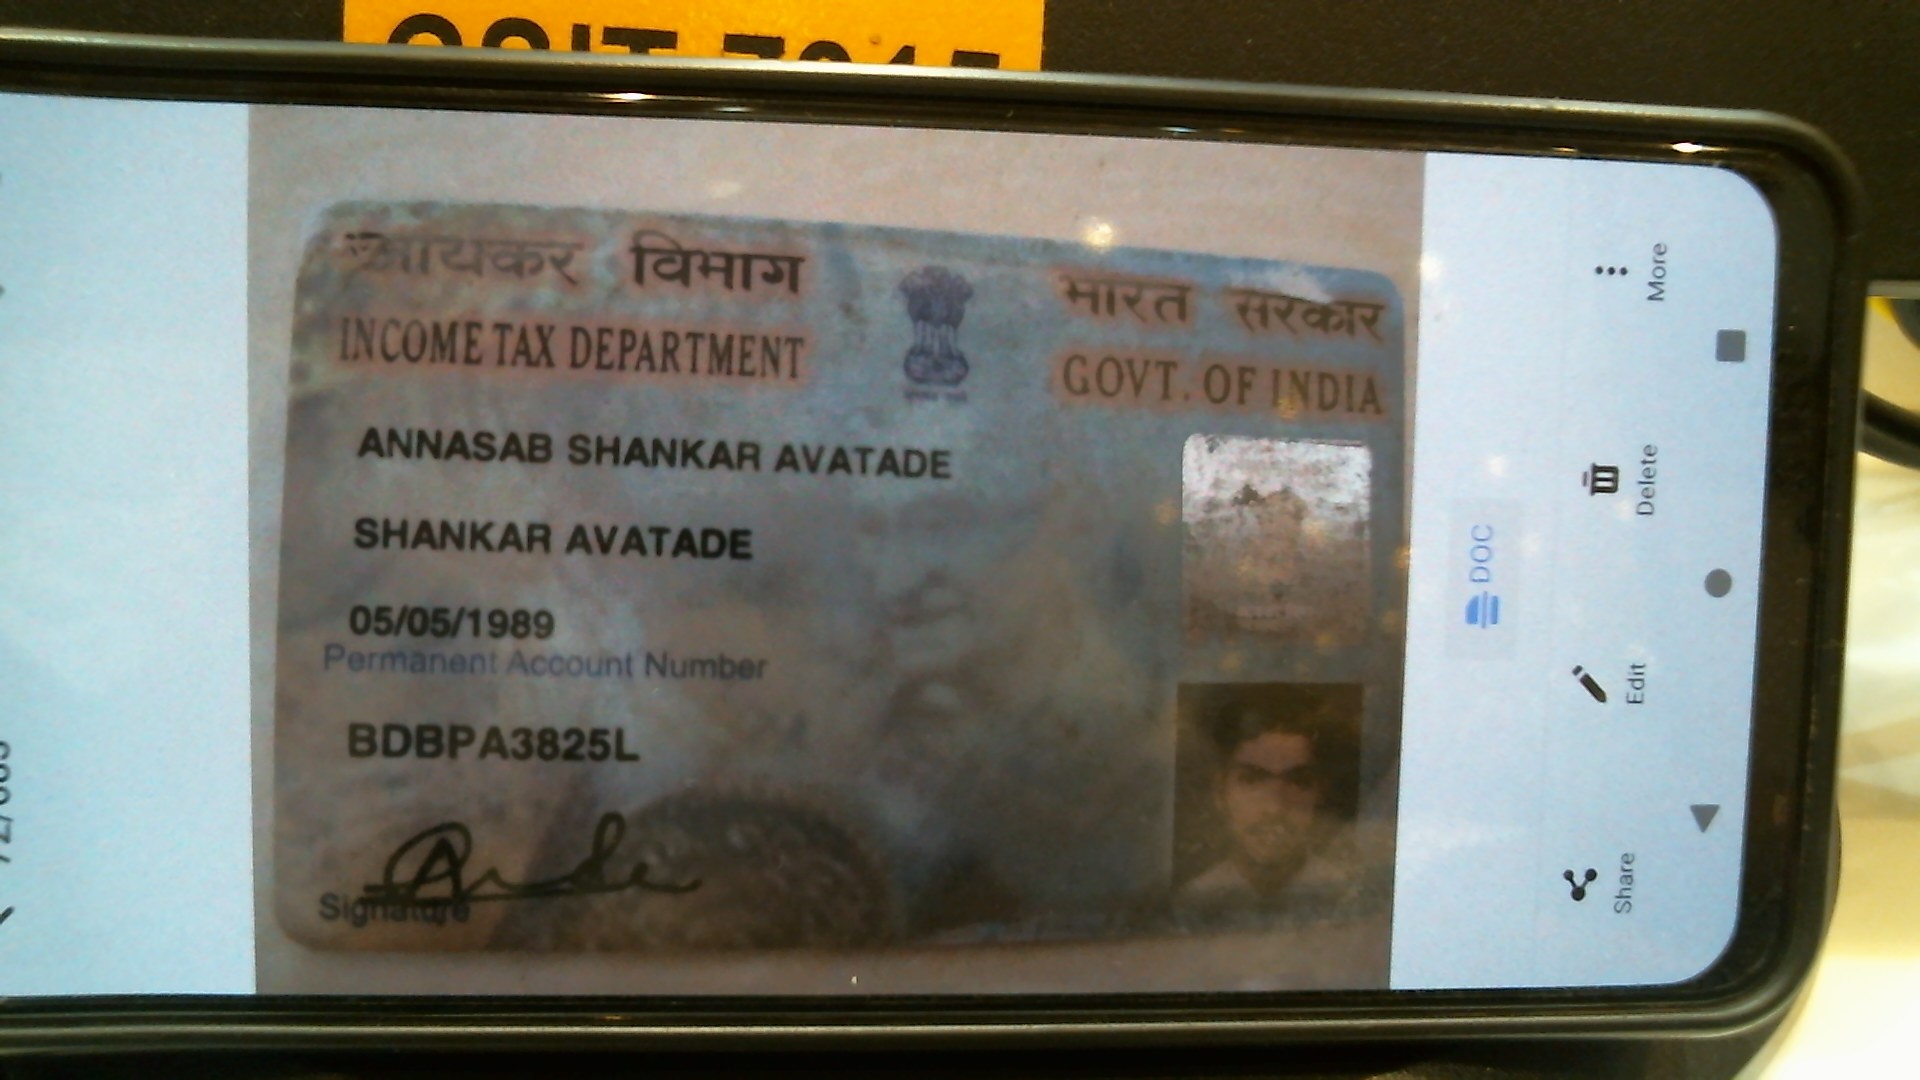 आयकर विभाग
INCOME TAX DEPARTMENT
भारत सरकार
GOVT. OF INDIA
ANNASAB SHANKAR AVATADE
SHANKAR AVATADE
05/05/1989
Permanent Account Number
BDBPA3825L
Signature
DOC
More
Delete
Edit
Share